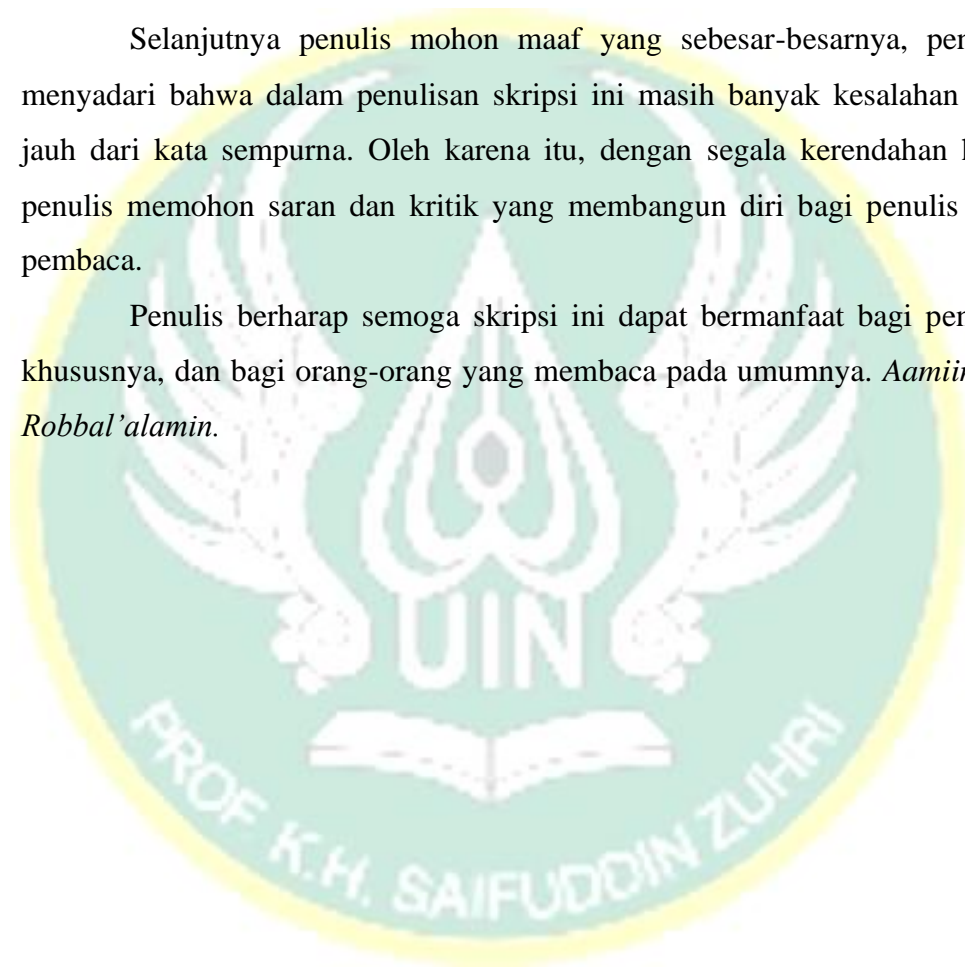 Selanjutnya penulis mohon maaf yang sebesar-besarnya, pen
menyadari bahwa dalam penulisan skripsi ini masih banyak kesalahan
jauh dari kata sempurna. Oleh karena itu, dengan segala kerendahan
penulis memohon saran dan kritik yang membangun diri bagi penulis
pembaca.
Penulis berharap semoga skripsi ini dapat bermanfaat bagi pen
khususnya, dan bagi orang-orang yang membaca pada umumnya. Aamiin
Robbal’alamin.
UIN
PROF K.H. SAIFUDDIN ZUHRI